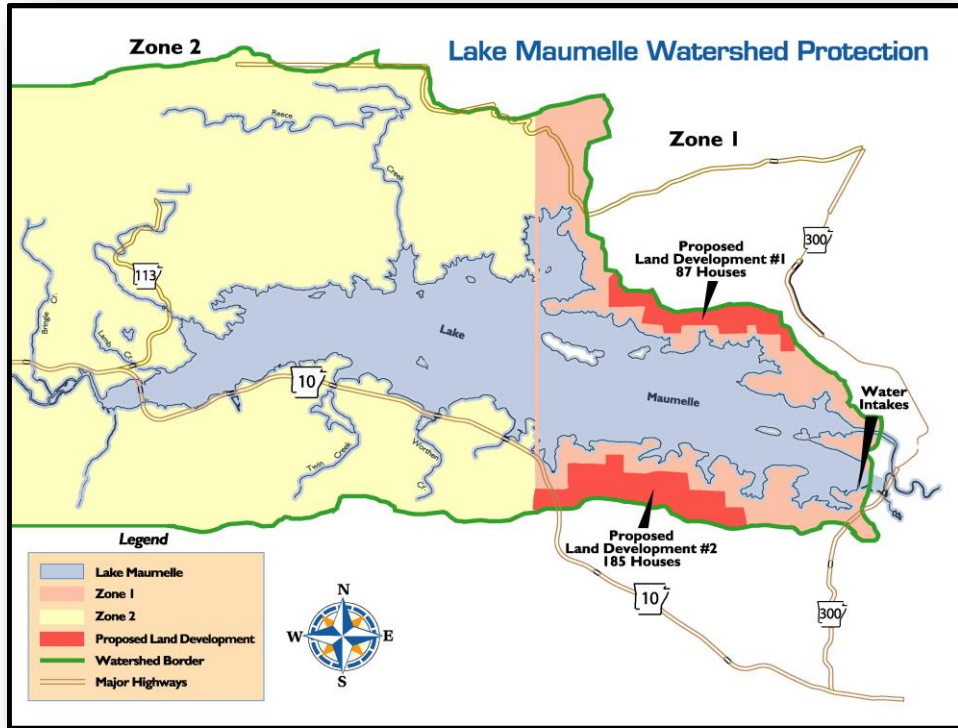 Zone 2
Lake Maumelle Watershed Protection
Reece
Creek
Zone 1
300
Proposed
Land Development #1
87 Houses
113
Bringle Cr.
Lamb
Cr.
Lake
10
Maumelle
Water
Intakes
Twin Creek
Worthen
Cr.
Proposed
Land Development #2
185 Houses
10
300
Legend
Lake Maumelle
Zone 1
Zone 2
Proposed Land Development
Watershed Border
Major Highways
N
W
E
S